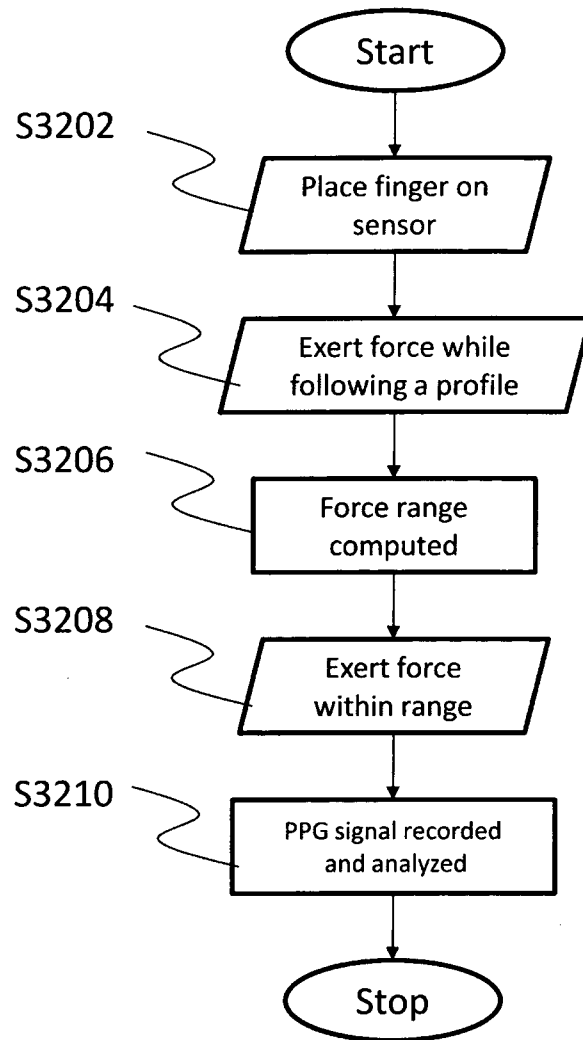 Start
S3202
Place finger on
sensor
S3204
Exert force while
following a profile
S3206
Force range
computed
S3208
Exert force
within range
S3210
PPG signal recorded
and analyzed
Stop